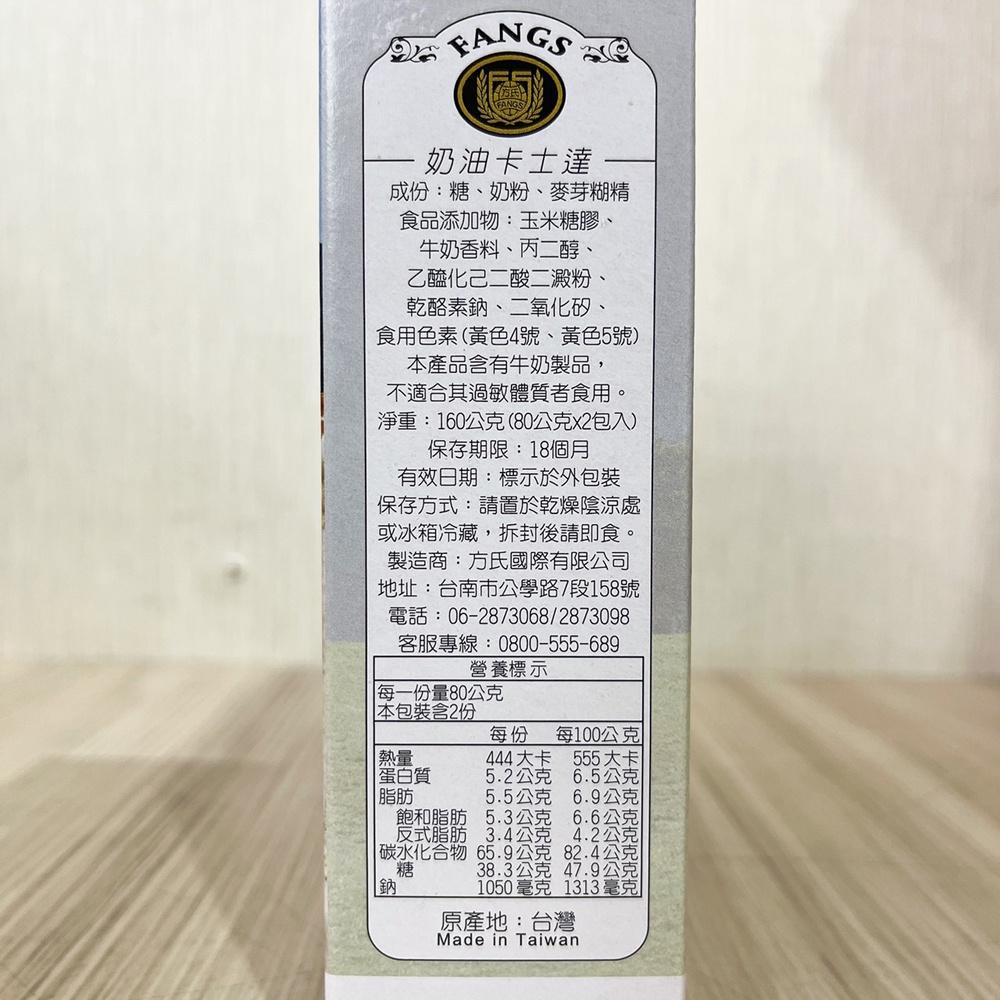 FANGS
方氏
FANGS
奶油卡士達
成份：糖、奶粉、麥芽糊精
食品添加物：玉米糖膠、
牛奶香料、丙二醇、
乙醯化己二酸二澱粉、
乾酪素鈉、二氧化矽、
食用色素(黃色4號、黃色5號)
本產品含有牛奶製品，
不適合其過敏體質者食用。
淨重：160公克(80公克x2包入)
保存期限：18個月
有效日期：標示於外包裝
保存方式：請置於乾燥陰涼處
或冰箱冷藏，拆封後請即食。
製造商：方氏國際有限公司
地址：台南市公學路7段158號
電話：06-2873068/2873098
客服專線：0800-555-689
營養標示
每一份量80公克
本包裝含2份
每份 每100公克
熱量 444大卡 555大卡
蛋白質 5.2公克 6.5公克
脂肪 5.5公克 6.9公克
飽和脂肪 5.3公克 6.6公克
反式脂肪 3.4公克 4.2公克
碳水化合物 65.9公克 82.4公克
糖 38.3公克 47.9公克
鈉 1050毫克 1313毫克
原產地：台灣
Made in Taiwan